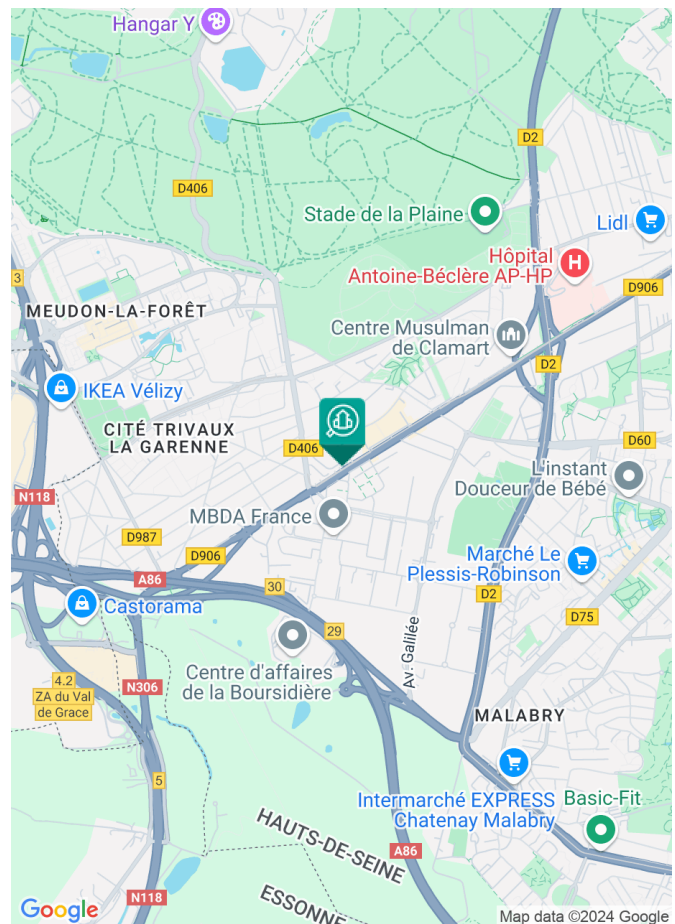 Hangar Y
D2
D406
Stade de la Plaine
Lidl
Hôpital
Antoine-Béclère AP-HP
3
D906
MEUDON-LA-FORÊT
Centre Musulman
de Clamart
D2
IKEA Vélizy
CITÉ TRIVAUX
LA GARENNE
D406
D60
L'instant
Douceur de Bébé
N118
MBDA France
D987
D906
Marché Le
Plessis-Robinson
A86
30
D2
Castorama
D75
29
Av. Galilée
Centre d'affaires
de la Boursidière
4.2
ZA du Val
de Grace
N306
MALABRY
5
Intermarché EXPRESS
Chatenay Malabry
Basic-Fit
HAUTS-DE-SEINE
A86
N118
ESSONNE
Google
Map data ©2024 Google